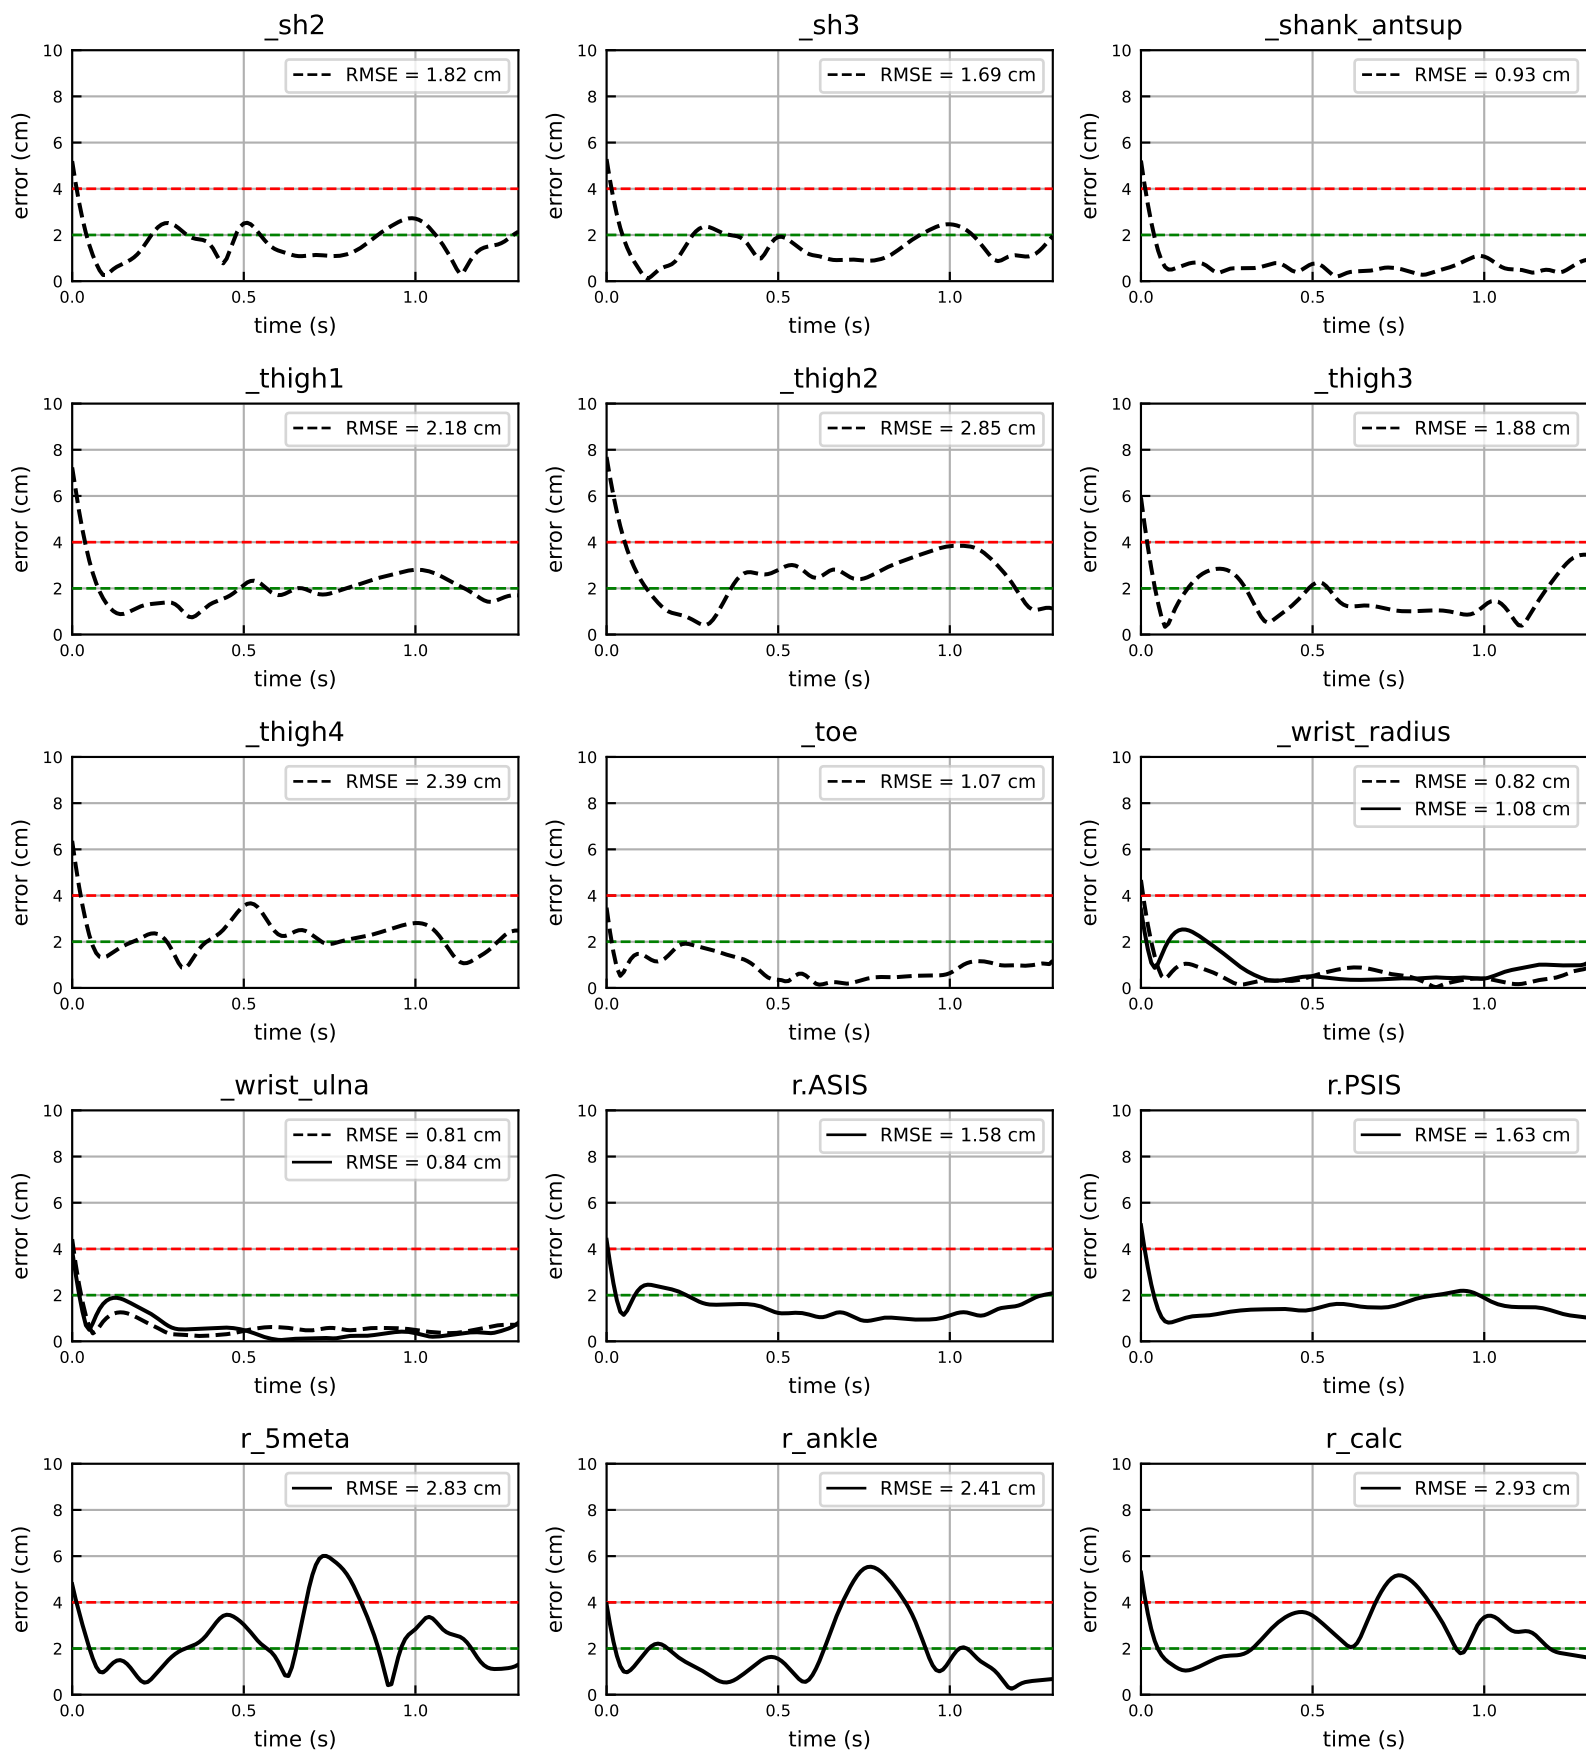 _sh2
_sh3
_shank_antsup
RMSE = 1.82 cm
RMSE = 1.69 cm
RMSE = 0.93 cm
error (cm)
10
8
6
4
2
0
0.0 0.5 1.0
time (s)
error (cm)
10
8
6
4
2
0
0.0 0.5 1.0
time (s)
error (cm)
10
8
6
4
2
0
0.0 0.5 1.0
time (s)
_thigh1
_thigh2
_thigh3
RMSE = 2.18 cm
RMSE = 2.85 cm
RMSE = 1.88 cm
error (cm)
10
8
6
4
2
0
0.0 0.5 1.0
time (s)
error (cm)
10
8
6
4
2
0
0.0 0.5 1.0
time (s)
error (cm)
10
8
6
4
2
0
0.0 0.5 1.0
time (s)
_thigh4
_toe
_wrist_radius
RMSE = 2.39 cm
RMSE = 1.07 cm
RMSE = 0.82 cm
RMSE = 1.08 cm
error (cm)
10
8
6
4
2
0
0.0 0.5 1.0
time (s)
error (cm)
10
8
6
4
2
0
0.0 0.5 1.0
time (s)
error (cm)
10
8
6
4
2
0
0.0 0.5 1.0
time (s)
_wrist_ulna
r.ASIS
r.PSIS
RMSE = 0.81 cm
RMSE = 0.84 cm
RMSE = 1.58 cm
RMSE = 1.63 cm
error (cm)
10
8
6
4
2
0
0.0 0.5 1.0
time (s)
error (cm)
10
8
6
4
2
0
0.0 0.5 1.0
time (s)
error (cm)
10
8
6
4
2
0
0.0 0.5 1.0
time (s)
r_5meta
r_ankle
r_calc
RMSE = 2.83 cm
RMSE = 2.41 cm
RMSE = 2.93 cm
error (cm)
10
8
6
4
2
0
0.0 0.5 1.0
time (s)
error (cm)
10
8
6
4
2
0
0.0 0.5 1.0
time (s)
error (cm)
10
8
6
4
2
0
0.0 0.5 1.0
time (s)